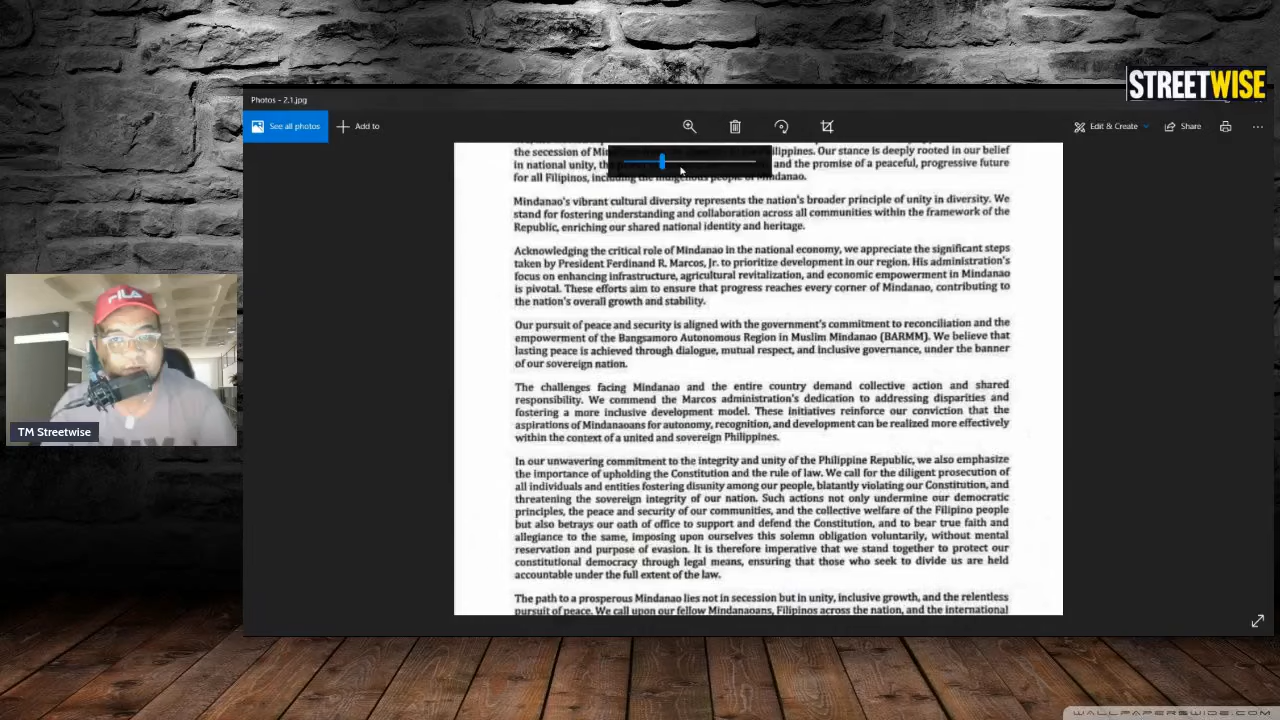 STREETWISE
Photos - 2.1.jpg
See all photos
Add to
Edit & Create
Share
the secession of ilippines. Our stance is deeply rooted in our belief
in national unity, the and the promise of a peaceful, progressive future
for all Filipinos, including the indigenous people of Mindanao.
Mindanao's vibrant cultural diversity represents the nation's broader principle of unity in diversity. We
stand for fostering understanding and collaboration across all communities within the framework of the
Republic, enriching our shared national identity and heritage.
Acknowledging the critical role of Mindanao in the national economy, we appreciate the significant steps
taken by President Ferdinand R. Marcos, Jr. to prioritize development in our region. His administration's
focus on enhancing infrastructure, agricultural revitalization, and economic empowerment in Mindanao
is pivotal. These efforts aim to ensure that progress reaches every corner of Mindanao, contributing to
the nation's overall growth and stability.
Our pursuit of peace and security is aligned with the government's commitment to reconciliation and the
empowerment of the Bangsamoro Autonomous Region in Muslim Mindanao (BARMM). We believe that
lasting peace is achieved through dialogue, mutual respect, and inclusive governance, under the banner
of our sovereign nation.
The challenges facing Mindanao and the entire country demand collective action and shared
responsibility. We commend the Marcos administration's dedication to addressing disparities and
fostering a more inclusive development model. These initiatives reinforce our conviction that the
aspirations of Mindanaoans for autonomy, recognition, and development can be realized more effectively
within the context of a united and sovereign Philippines.
In our unwavering commitment to the integrity and unity of the Philippine Republic, we also emphasize
the importance of upholding the Constitution and the rule of law. We call for the diligent prosecution of
all individuals and entities fostering disunity among our people, blatantly violating our Constitution, and
threatening the sovereign integrity of our nation. Such actions not only undermine our democratic
principles, the peace and security of our communities, and the collective welfare of the Filipino people
but also betrays our oath of office to support and defend the Constitution, and to bear true faith and
allegiance to the same, imposing upon ourselves this solemn obligation voluntarily, without mental
reservation and purpose of evasion. It is therefore imperative that we stand together to protect our
constitutional democracy through legal means, ensuring that those who seek to divide us are held
accountable under the full extent of the law.
The path to a prosperous Mindanao lies not in secession but in unity, inclusive growth, and the relentless
pursuit of peace. We call upon our fellow Mindanaoans, Filipinos across the nation, and the international
FILA
TM Streetwise
WALLPAPERSWIDE.COM